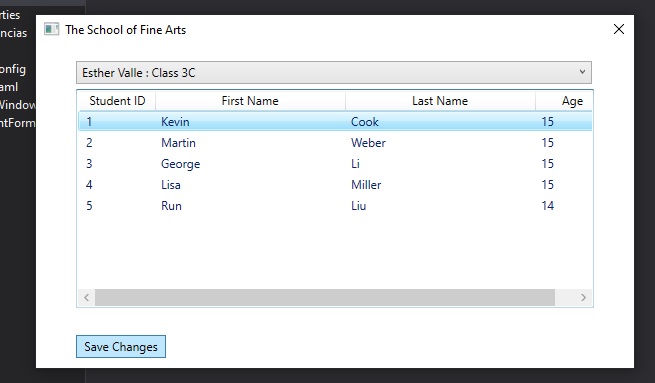 rties
The School of Fine Arts
ncias
Esther Valle : Class 3C
onfig
aml
Window
ntForm
Student ID First Name Last Name Age
1 Kevin Cook 15
2 Martin Weber 15
3 George Li 15
4 Lisa Miller 15
5 Run Liu 14
Save Changes